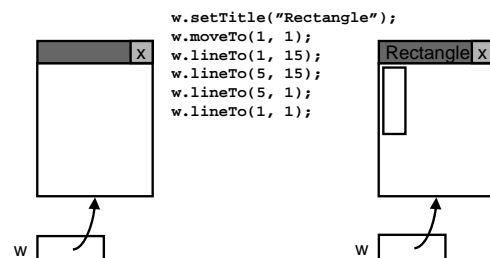 w.setTitle(”Rectangle”);
w.moveTo(1, 1);
w.lineTo(1, 15);
w.lineTo(5, 15);
w.lineTo(5, 1);
w.lineTo(1, 1);
x
Rectangle x
w
w